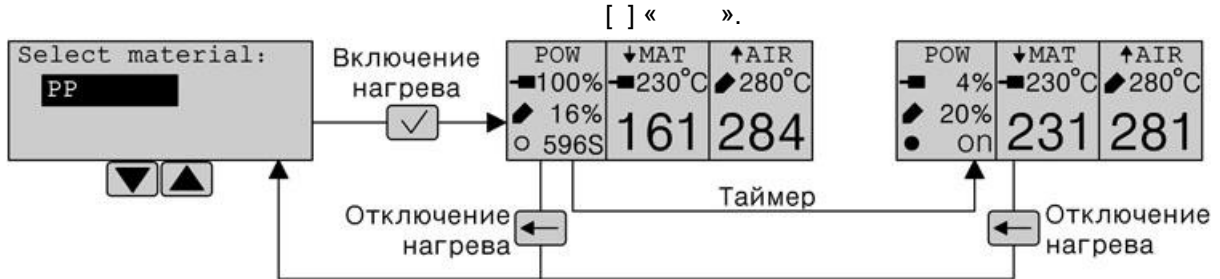 [ ] « ».
Select material:
PP
Включение
нагрева
POW ↓MAT ↑AIR
100% 230°C 280°C
16%
596S 161 284
POW ↓MAT ↑AIR
4% 230°C 280°C
20%
on 231 281
Таймер
Отключение
нагрева
Отключение
нагрева